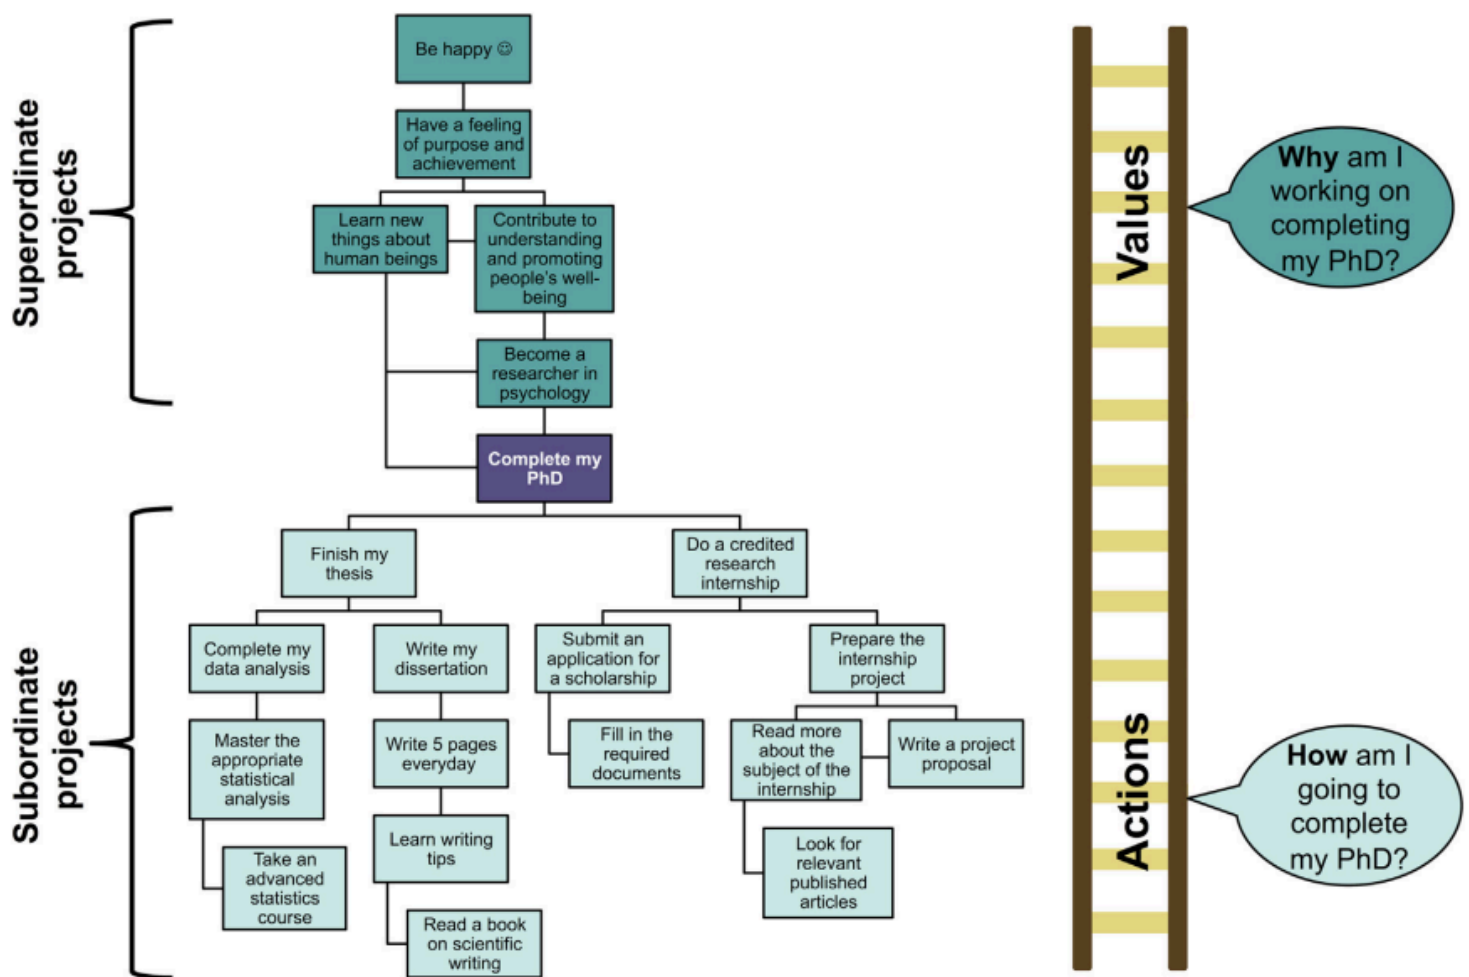 Superordinate
projects
Be happy ☺
Have a feeling
of purpose and
achievement
Learn new
things about
human beings
Contribute to
understanding
and promoting
people's well-
being
Become a
researcher in
psychology
Complete my
PhD
Subordinate
projects
Finish my
thesis
Do a credited
research
internship
Complete my
data analysis
Write my
dissertation
Submit an
application for
a scholarship
Prepare the
internship
project
Master the
appropriate
statistical
analysis
Write 5 pages
everyday
Fill in the
required
documents
Read more
about the
subject of the
internship
Write a project
proposal
Take an
advanced
statistics
course
Learn writing
tips
Look for
relevant
published
articles
Read a book
on scientific
writing
Values
Why am I
working on
completing
my PhD?
Actions
How am I
going to
complete
my PhD?